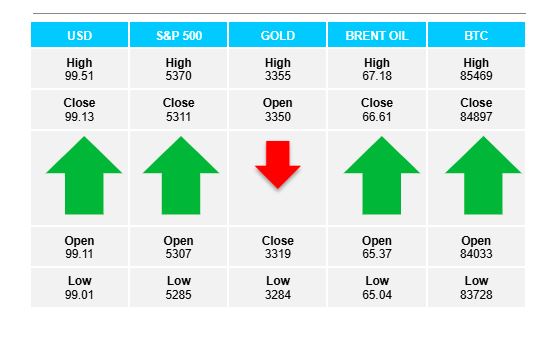 USD S&P 500 GOLD BRENT OIL BTC
High High High High High
99.51 5370 3355 67.18 85469
Close Close Open Close Close
99.13 5311 3350 66.61 84897
Open Open Close Open Open
99.11 5307 3319 65.37 84033
Low Low Low Low Low
99.01 5285 3284 65.04 83728